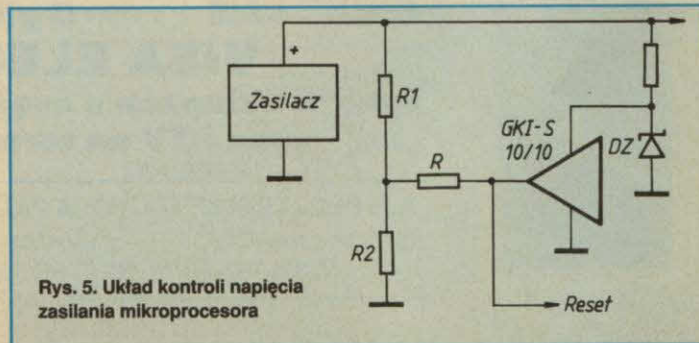 +
Zasilacz
R1
GKI-S
10/10
DZ
R
R2
Reset
Rys. 5. Układ kontroli napięcia
zasilania mikroprocesora